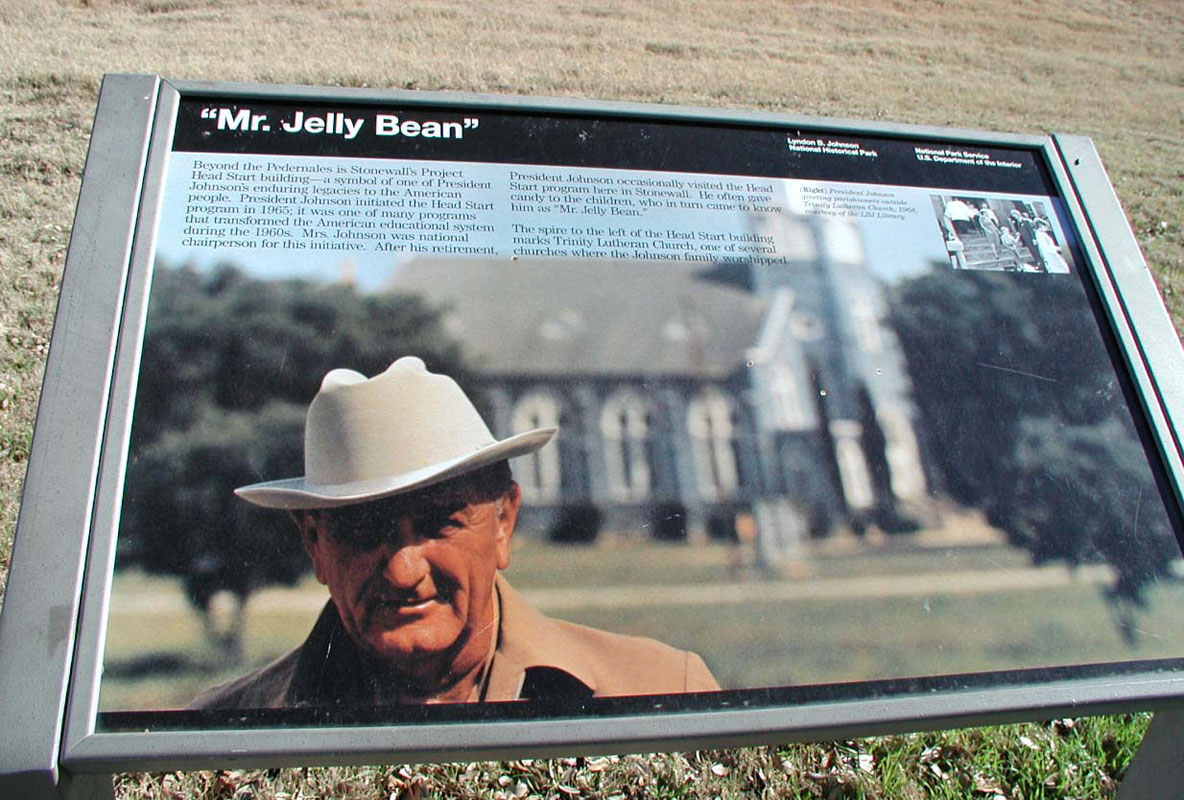 “Mr. Jelly Bean”
Lyndon B. Johnson
National Historical Park
National Park Service
U.S. Department of the Interior
Beyond the Pedernales is Stonewall's Project
Head Start building—a symbol of one of President
Johnson's enduring legacies to the American
people. President Johnson initiated the Head Start
program in 1965; it was one of many programs
that transformed the American educational system
during the 1960s. Mrs. Johnson was national
chairperson for this initiative. After his retirement,
President Johnson occasionally visited the Head
Start program here in Stonewall. He often gave
candy to the children, who in turn came to know
him as “Mr. Jelly Bean.”
The spire to the left of the Head Start building
marks Trinity Lutheran Church, one of several
churches where the Johnson family worshipped.
(Right) President Johnson
greeting parishioners outside
Trinity Lutheran Church, 1968,
courtesy of the LBJ Library.